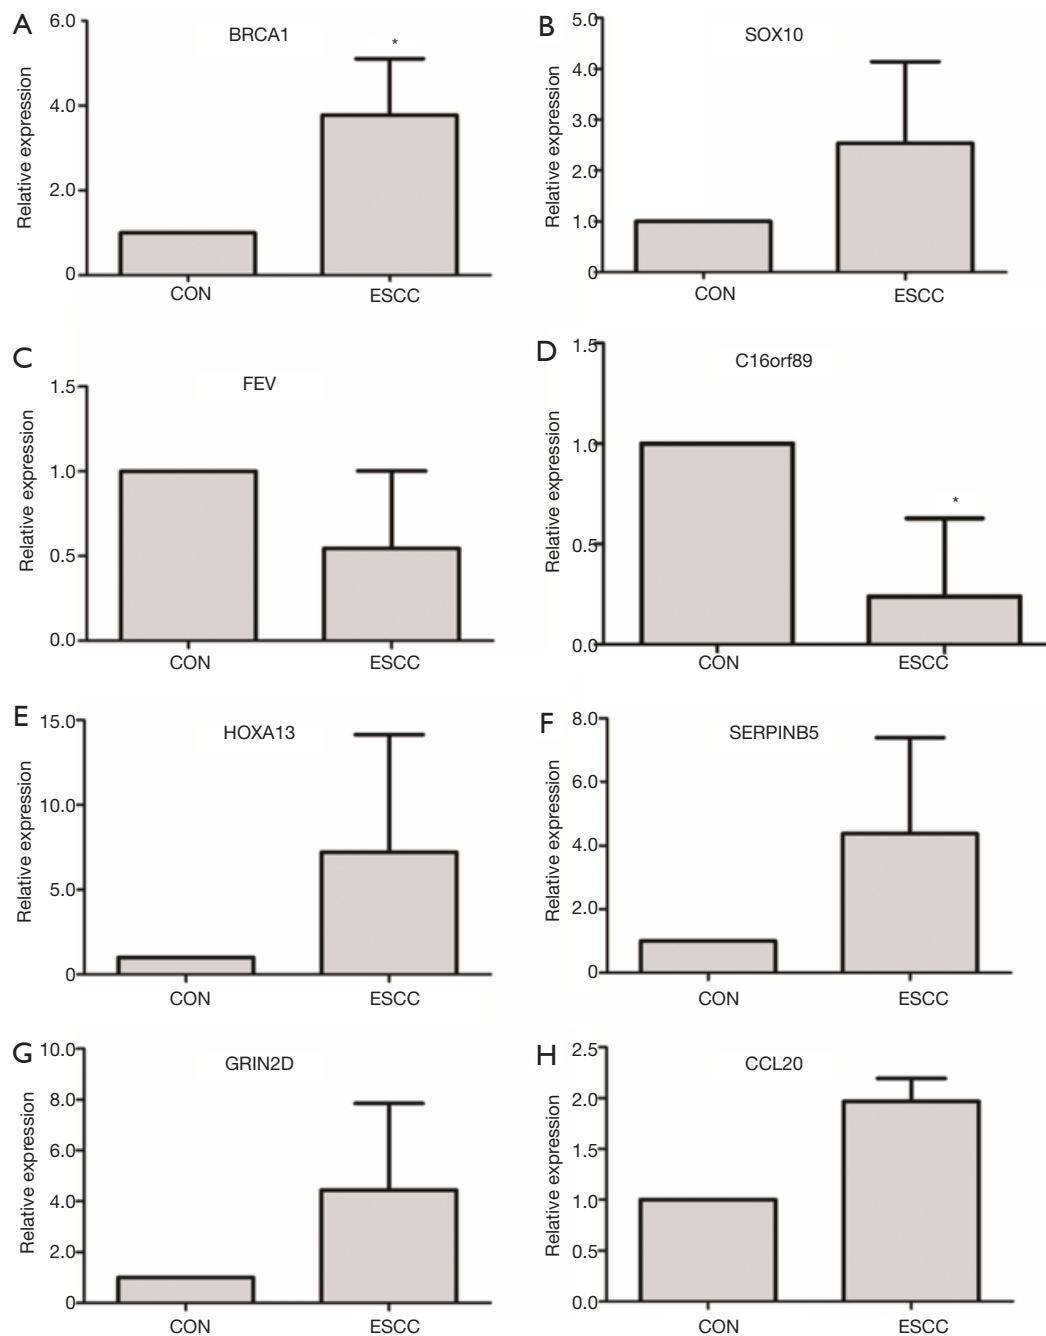 A
BRCA1
*
Relative expression
6.0
4.0
2.0
0
CON
ESCC
B
SOX10
Relative expression
5.0
4.0
3.0
2.0
1.0
0
CON
ESCC
C
FEV
Relative expression
1.5
1.0
0.5
0.0
CON
ESCC
D
C16orf89
*
Relative expression
1.5
1.0
0.5
0.0
CON
ESCC
E
HOXA13
Relative expression
15.0
10.0
5.0
0
CON
ESCC
F
SERPINB5
Relative expression
8.0
6.0
4.0
2.0
0
CON
ESCC
G
GRIN2D
Relative expression
10.0
8.0
6.0
4.0
2.0
0
CON
ESCC
H
CCL20
Relative expression
2.5
2.0
1.5
1.0
0.5
0.0
CON
ESCC